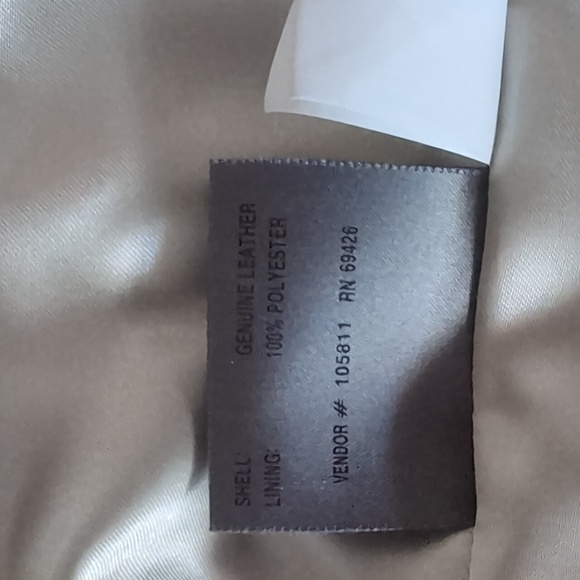 SHELL: GENUINE LEATHER
LINING: 100% POLYESTER
VENDOR # 105811 RN 69426